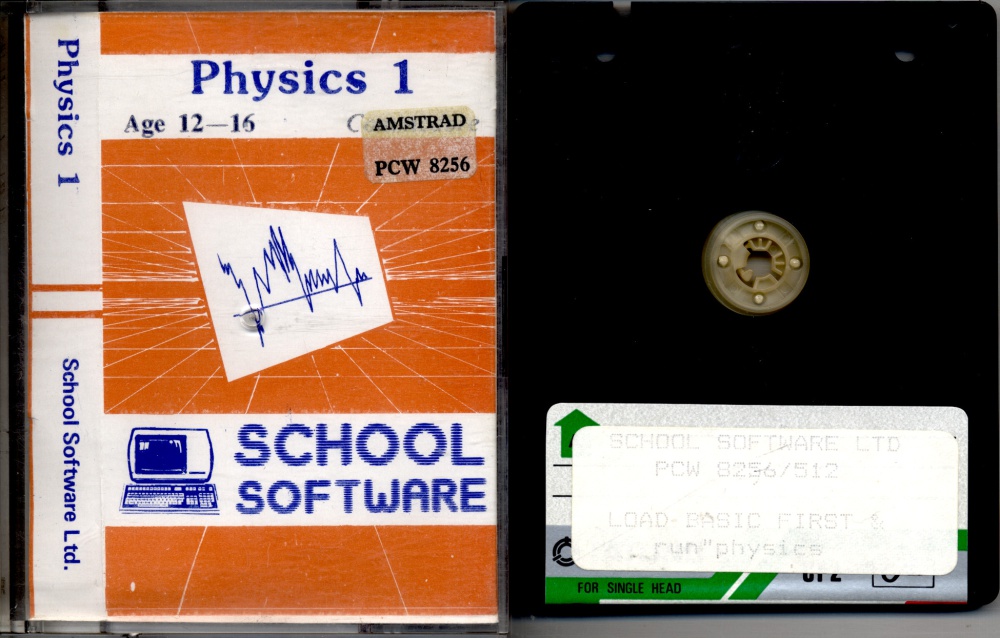 Physics 1
School Software Ltd.
Physics 1
Age 12—16
AMSTRAD
PCW 8256
SCHOOL
SOFTWARE
SCHOOL SOFTWARE LTD
PCW 8256/512
LOAD BASIC FIRST &
run"physics
FOR SINGLE HEAD